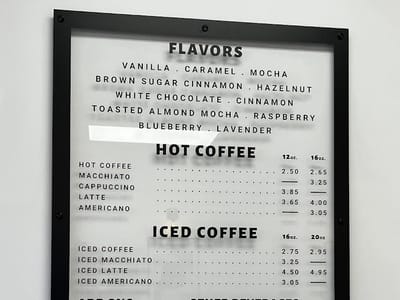 FLAVORS
VANILLA . CARAMEL . MOCHA
BROWN SUGAR CINNAMON . HAZELNUT
WHITE CHOCOLATE . CINNAMON
TOASTED ALMOND MOCHA . RASPBERRY
BLUEBERRY . LAVENDER
HOT COFFEE 12oz. 16oz.
HOT COFFEE 2.50 2.65
MACCHIATO — 3.25
CAPPUCCINO 3.85 —
LATTE 3.65 4.00
AMERICANO — 3.05
ICED COFFEE 16oz. 20oz
ICED COFFEE 2.75 2.95
ICED MACCHIATO 3.25 —
ICED LATTE 4.50 4.95
ICED AMERICANO — 3.05